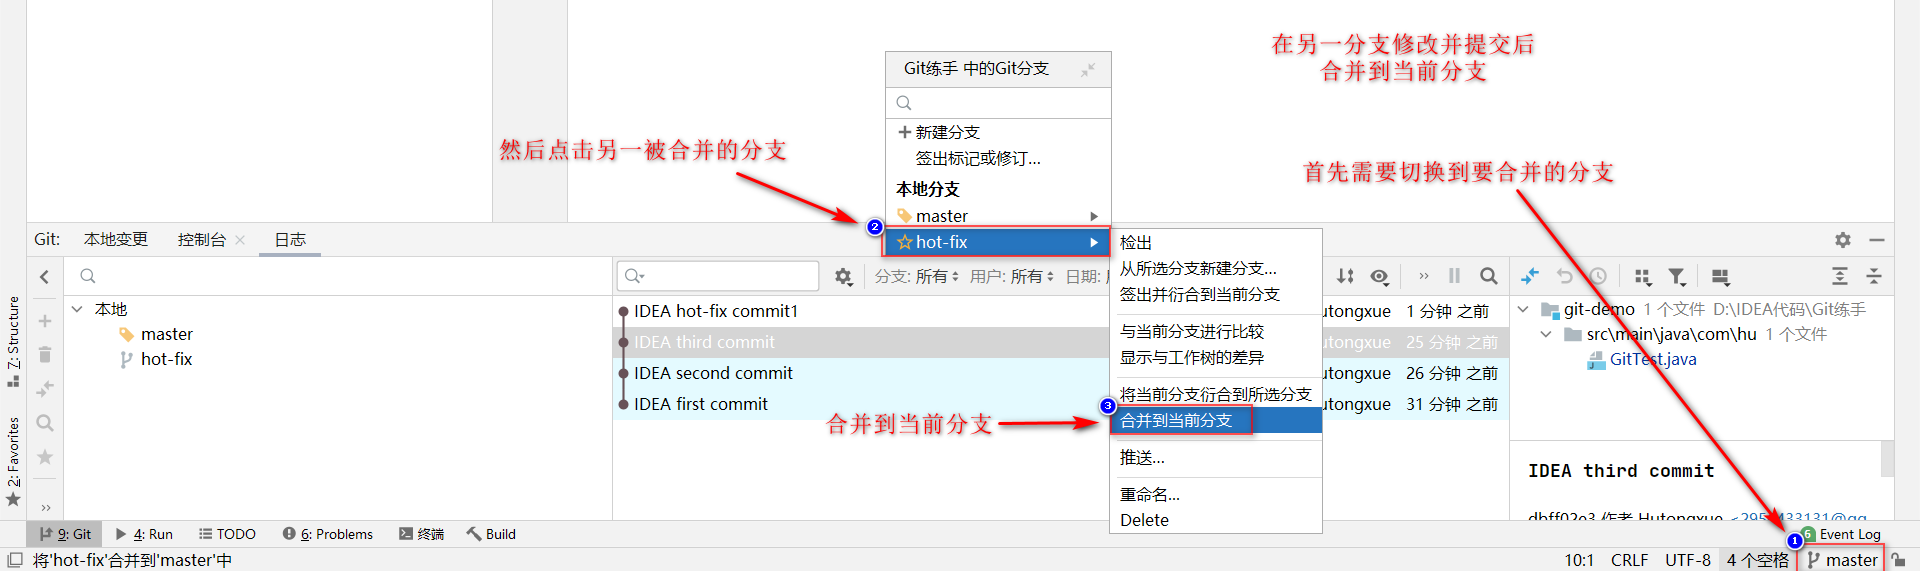 在另一分支修改并提交后
合并到当前分支
Git练手 中的Git分支
新建分支
签出标记或修订...
本地分支
master
hot-fix
然后点击另一被合并的分支
首先需要切换到要合并的分支
2
Git:
本地变更
控制台
日志
检出
从所选分支新建分支...
签出并衍合到当前分支
与当前分支进行比较
显示与工作树的差异
将当前分支衍合到所选分支
3
合并到当前分支
推送...
重命名...
Delete
合并到当前分支
分支: 所有
用户: 所有
日期:
本地
master
hot-fix
IDEA hot-fix commit1
utongxue 1 分钟 之前
IDEA third commit
utongxue 25 分钟 之前
IDEA second commit
utongxue 26 分钟 之前
IDEA first commit
utongxue 31 分钟 之前
git-demo 1 个文件 D:\IDEA代码\Git练手
src\main\java\com\hu 1 个文件
GitTest.java
IDEA third commit
dbff02e3 作者 Hutongxue
7: Structure
2: Favorites
9: Git
4: Run
TODO
6: Problems
终端
Build
1
6
Event Log
将'hot-fix'合并到'master'中
10:1
CRLF
UTF-8
4 个空格
master